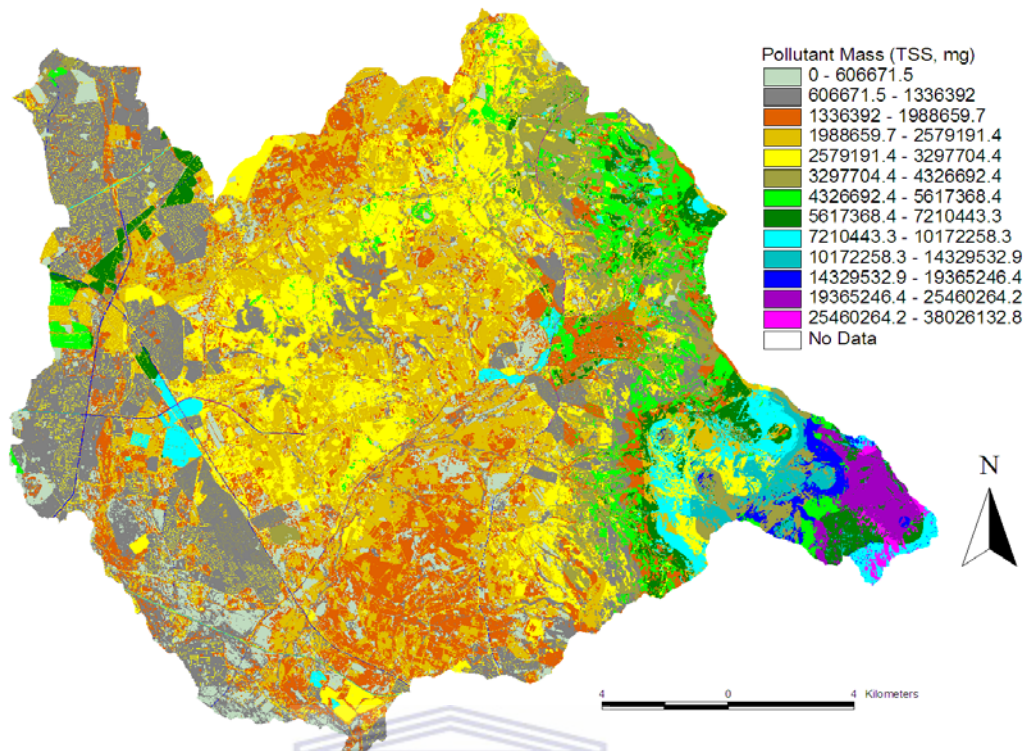 Pollutant Mass (TSS, mg)
0 - 606671.5
606671.5 - 1336392
1336392 - 1988659.7
1988659.7 - 2579191.4
2579191.4 - 3297704.4
3297704.4 - 4326692.4
4326692.4 - 5617368.4
5617368.4 - 7210443.3
7210443.3 - 10172258.3
10172258.3 - 14329532.9
14329532.9 - 19365246.4
19365246.4 - 25460264.2
25460264.2 - 38026132.8
No Data
N
4 0 4 Kilometers